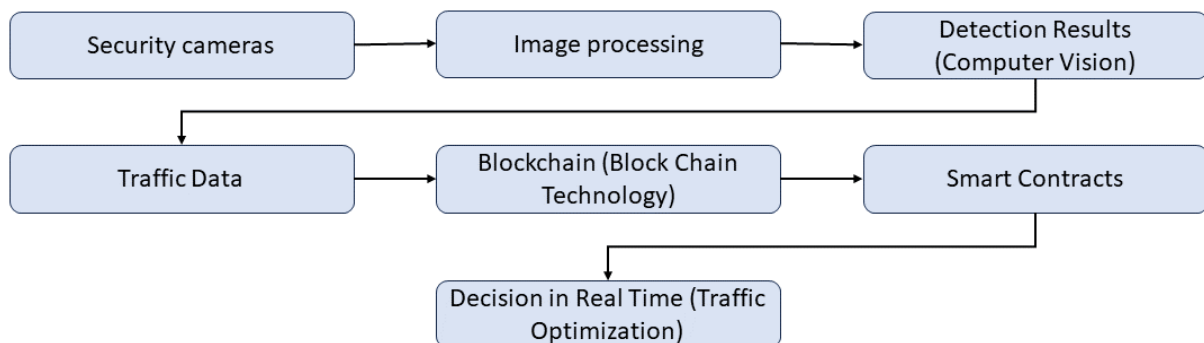 Security cameras
Image processing
Detection Results
(Computer Vision)
Traffic Data
Blockchain (Block Chain
Technology)
Smart Contracts
Decision in Real Time (Traffic
Optimization)